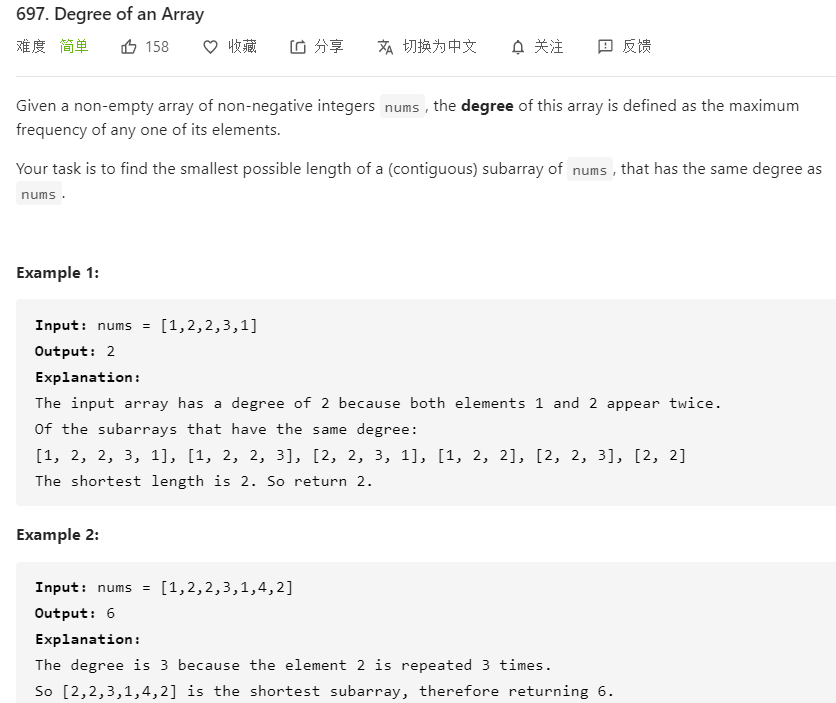 697. Degree of an Array
难度 简单 158 收藏 分享 切换为中文 关注 反馈
Given a non-empty array of non-negative integers nums , the degree of this array is defined as the maximum
frequency of any one of its elements.
Your task is to find the smallest possible length of a (contiguous) subarray of nums , that has the same degree as
nums .
Example 1:
Input: nums = [1,2,2,3,1]
Output: 2
Explanation:
The input array has a degree of 2 because both elements 1 and 2 appear twice.
Of the subarrays that have the same degree:
[1, 2, 2, 3, 1], [1, 2, 2, 3], [2, 2, 3, 1], [1, 2, 2], [2, 2, 3], [2, 2]
The shortest length is 2. So return 2.
Example 2:
Input: nums = [1,2,2,3,1,4,2]
Output: 6
Explanation:
The degree is 3 because the element 2 is repeated 3 times.
So [2,2,3,1,4,2] is the shortest subarray, therefore returning 6.